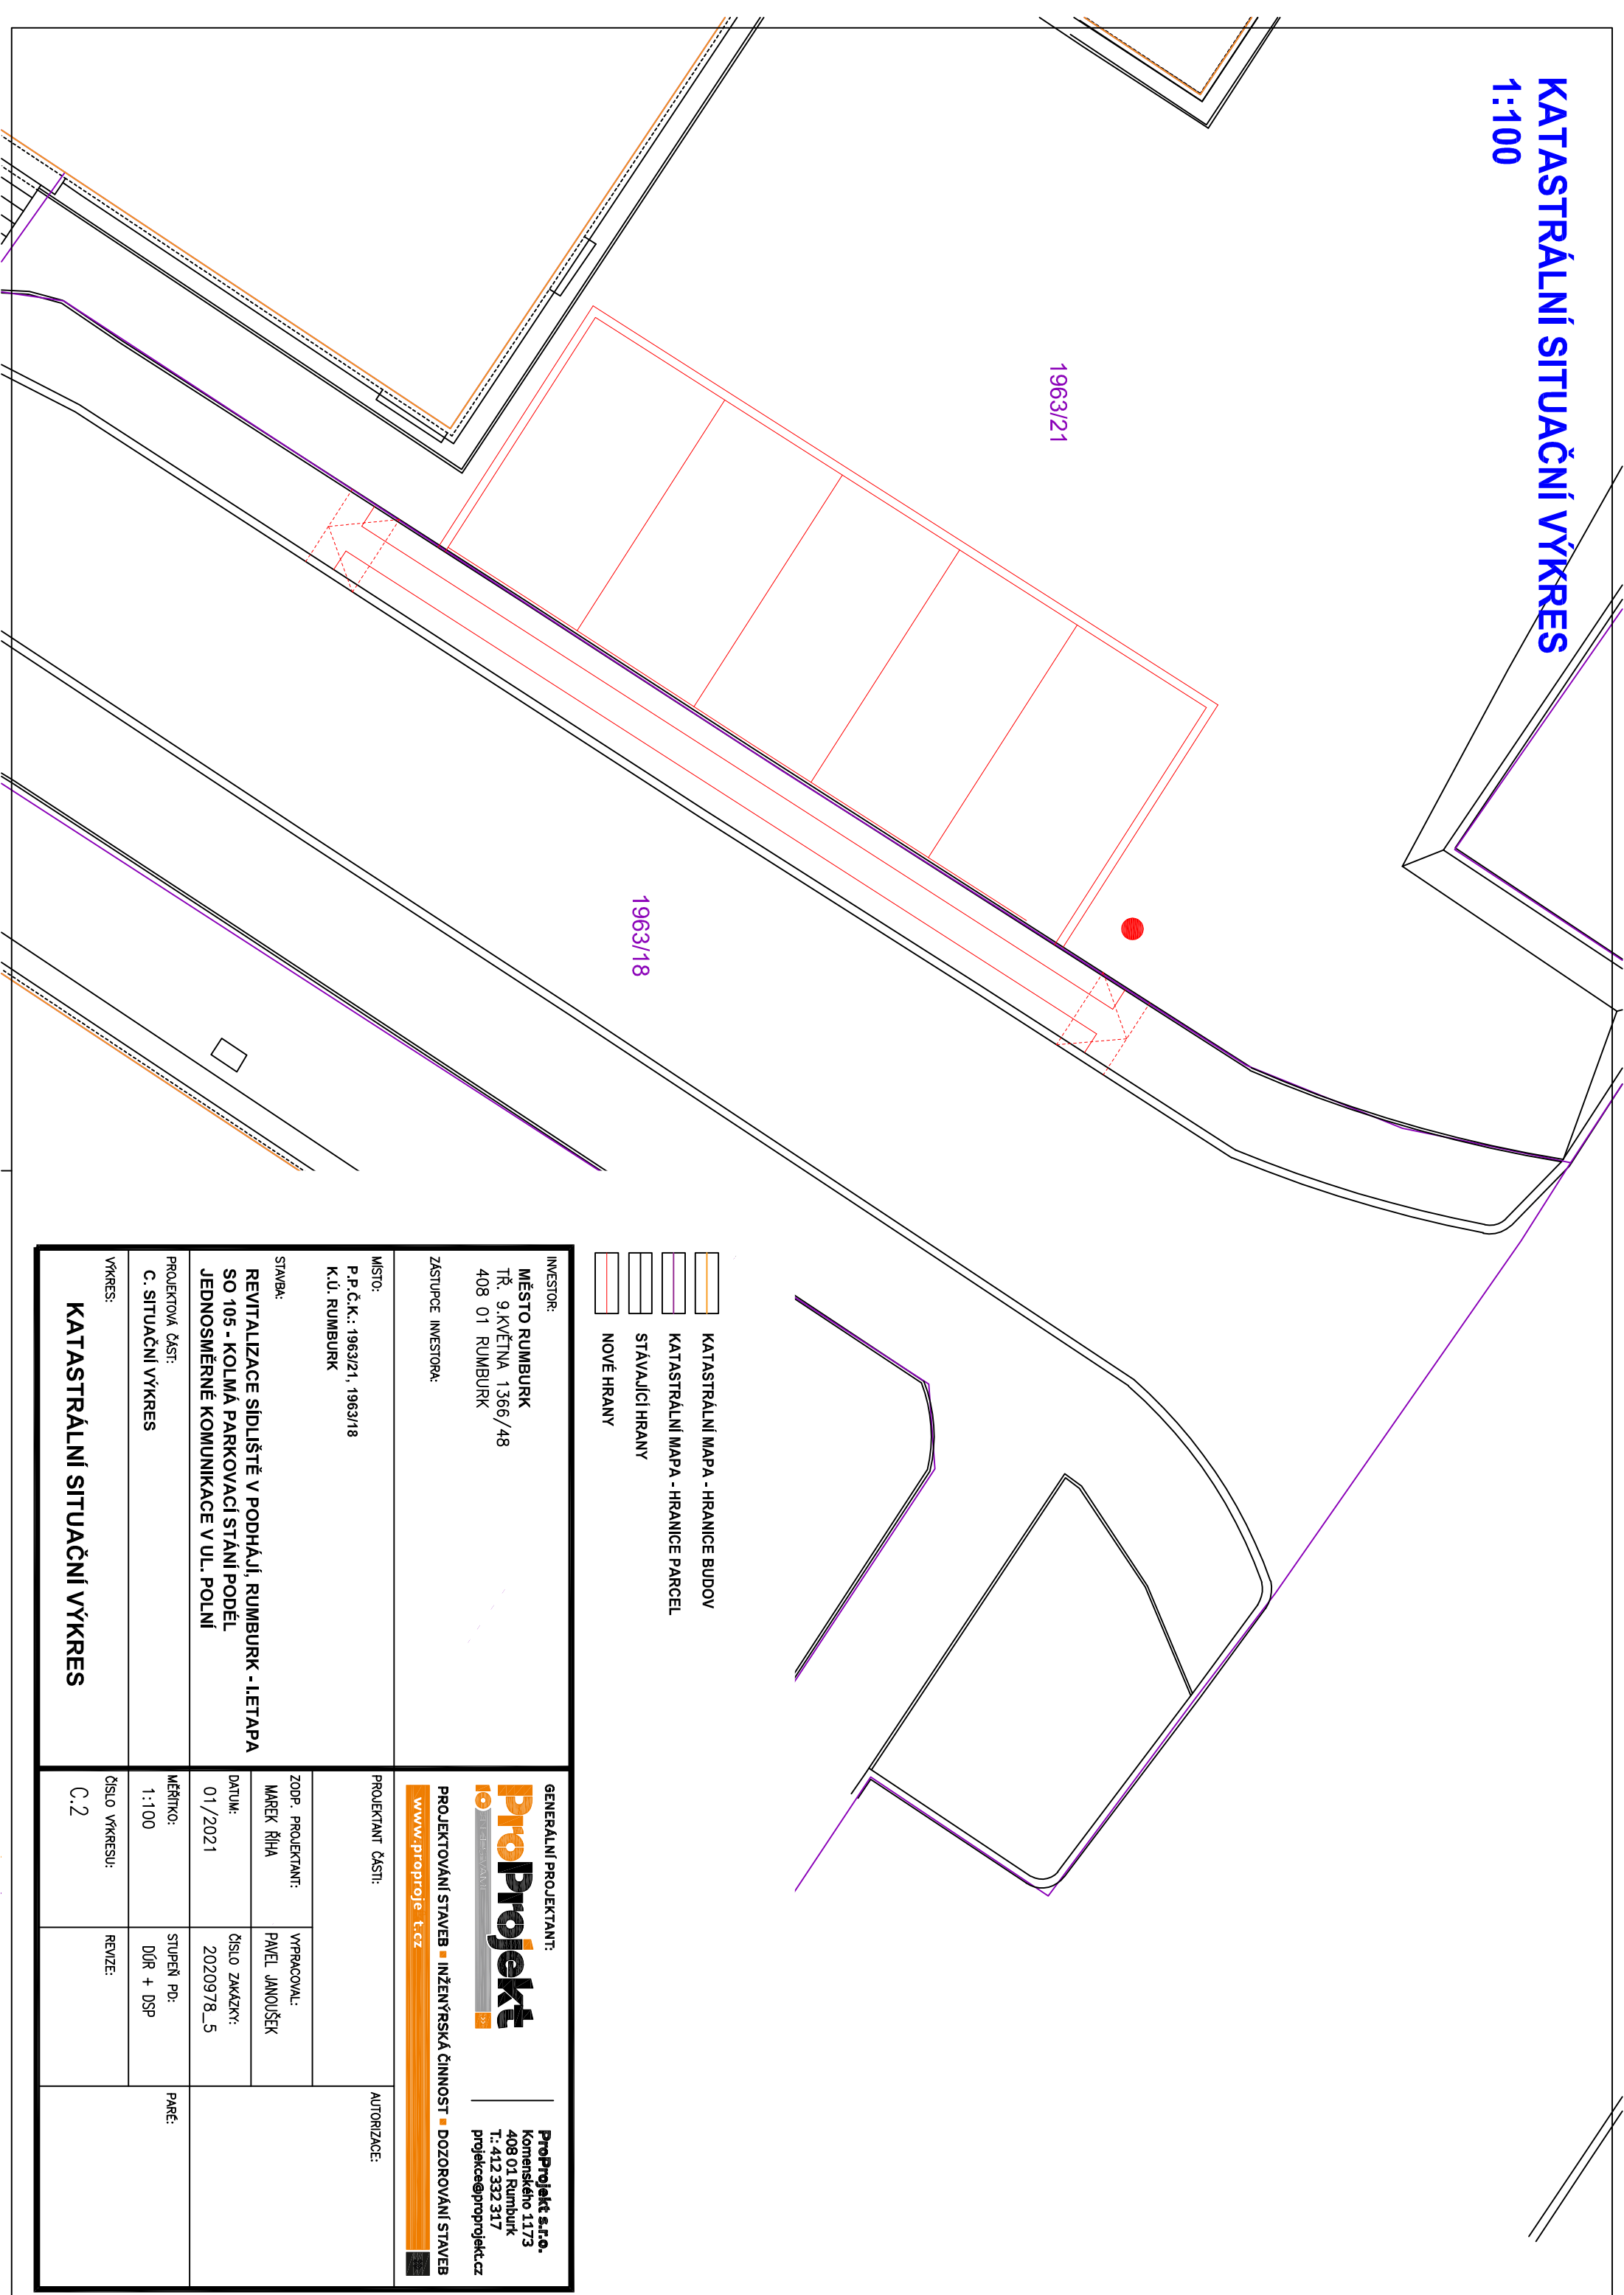 KATASTRÁLNÍ SITUAČNÍ VÝKRES
1:100
1963/21
1963/18
KATASTRÁLNÍ MAPA - HRANICE BUDOV
KATASTRÁLNÍ MAPA - HRANICE PARCEL
STÁVAJÍCÍ HRANY
NOVÉ HRANY
INVESTOR:
MĚSTO RUMBURK
TŘ. 9.KVĚTNA 1366/48
408 01 RUMBURK
ZÁSTUPCE INVESTORA:
MÍSTO:
P.P.Č.K.: 1963/21, 1963/18
K.Ú. RUMBURK
STAVBA:
REVITALIZACE SÍDLIŠTĚ V PODHÁJÍ, RUMBURK - I.ETAPA
SO 105 - KOLMÁ PARKOVACÍ STÁNÍ PODÉL
JEDNOSMĚRNÉ KOMUNIKACE V UL. POLNÍ
PROJEKTOVÁ ČÁST:
C. SITUAČNÍ VÝKRES
VÝKRES:
KATASTRÁLNÍ SITUAČNÍ VÝKRES
GENERÁLNÍ PROJEKTANT:
ProProjekt
ProProjekt s.r.o.
Komenského 1173
408 01 Rumburk
T.: 412 332 317
projekce@proprojekt.cz
PROJEKTOVÁNÍ STAVEB ▪ INŽENÝRSKÁ ČINNOST ▪ DOZOROVÁNÍ STAVEB
www.proproje t.cz
PROJEKTANT ČÁSTI:
AUTORIZACE:
ZODP. PROJEKTANT:
MAREK ŘÍHA
VYPRACOVAL:
PAVEL JANOUŠEK
DATUM:
01/2021
ČÍSLO ZAKÁZKY:
2020978_5
MĚŘÍTKO:
1:100
STUPEŇ PD:
DÚR + DSP
PARÉ:
ČÍSLO VÝKRESU:
C.2
REVIZE: